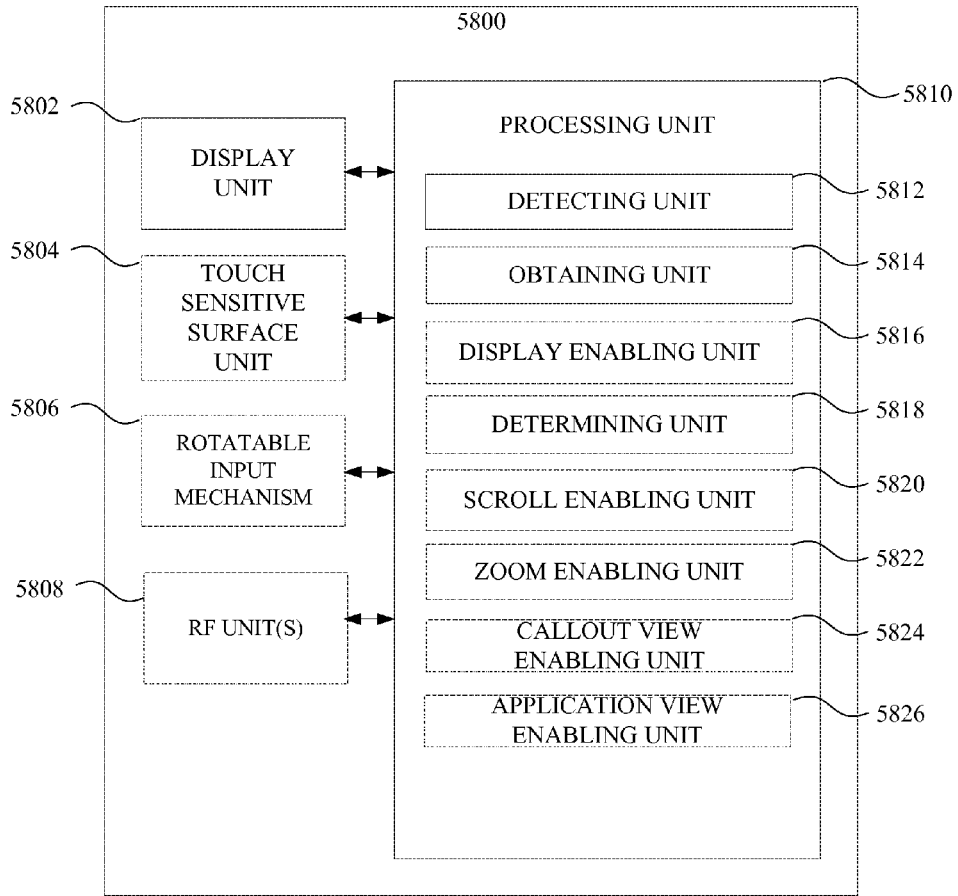 5800
5802
DISPLAY
UNIT
5804
TOUCH
SENSITIVE
SURFACE
UNIT
5806
ROTATABLE
INPUT
MECHANISM
5808
RF UNIT(S)
5810
PROCESSING UNIT
DETECTING UNIT
5812
OBTAINING UNIT
5814
DISPLAY ENABLING UNIT
5816
DETERMINING UNIT
5818
SCROLL ENABLING UNIT
5820
ZOOM ENABLING UNIT
5822
CALLOUT VIEW
ENABLING UNIT
5824
APPLICATION VIEW
ENABLING UNIT
5826